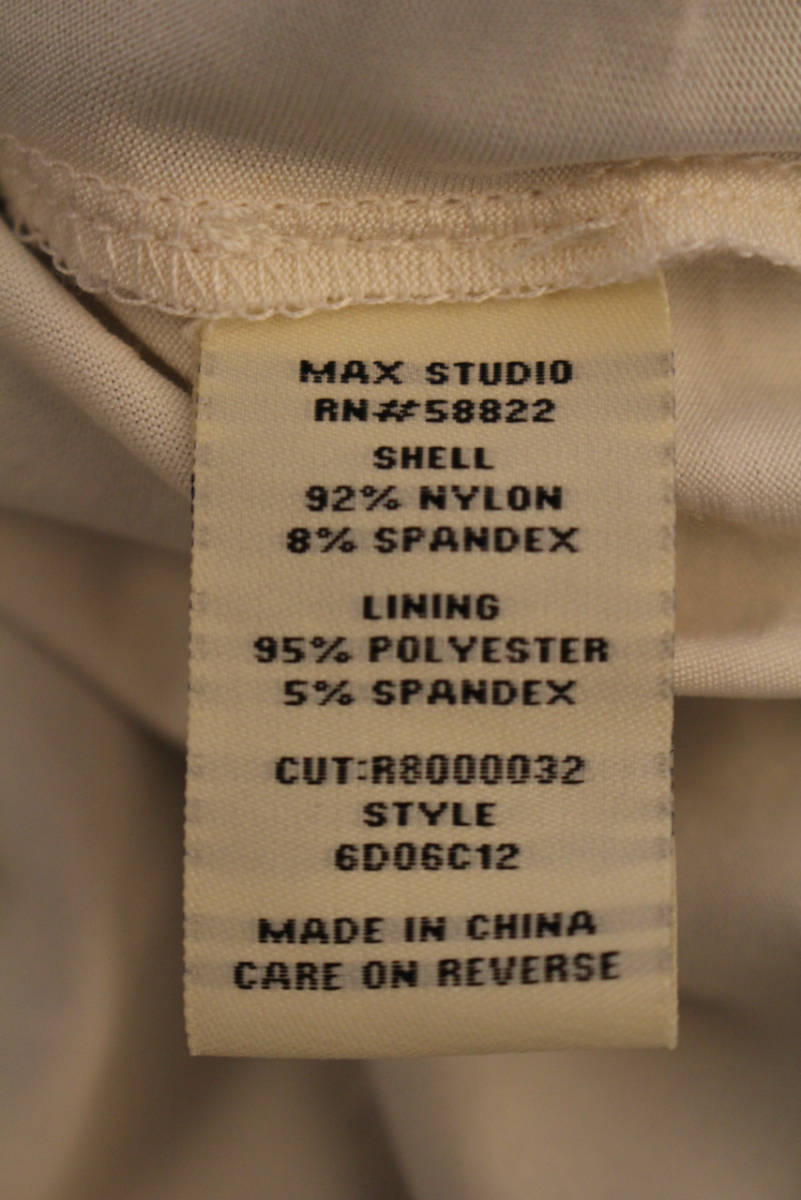 MAX STUDIO
RN#58822
SHELL
92% NYLON
8% SPANDEX
LINING
95% POLYESTER
5% SPANDEX
CUT:R8000032
STYLE
6D06C12
MADE IN CHINA
CARE ON REVERSE